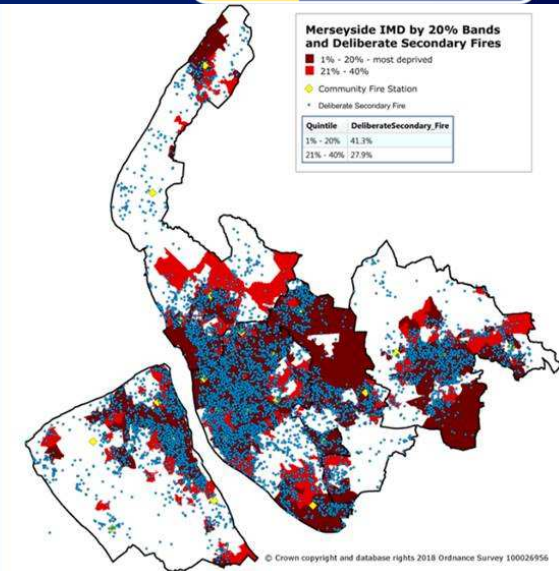 Merseyside IMD by 20% Bands
and Deliberate Secondary Fires
1% - 20% - most deprived
21% - 40%
Community Fire Station
Deliberate Secondary Fire
Quintile DeliberateSecondary_Fire
1% - 20% 41.3%
21% - 40% 27.9%
© Crown copyright and database rights 2018 Ordnance Survey 100026956